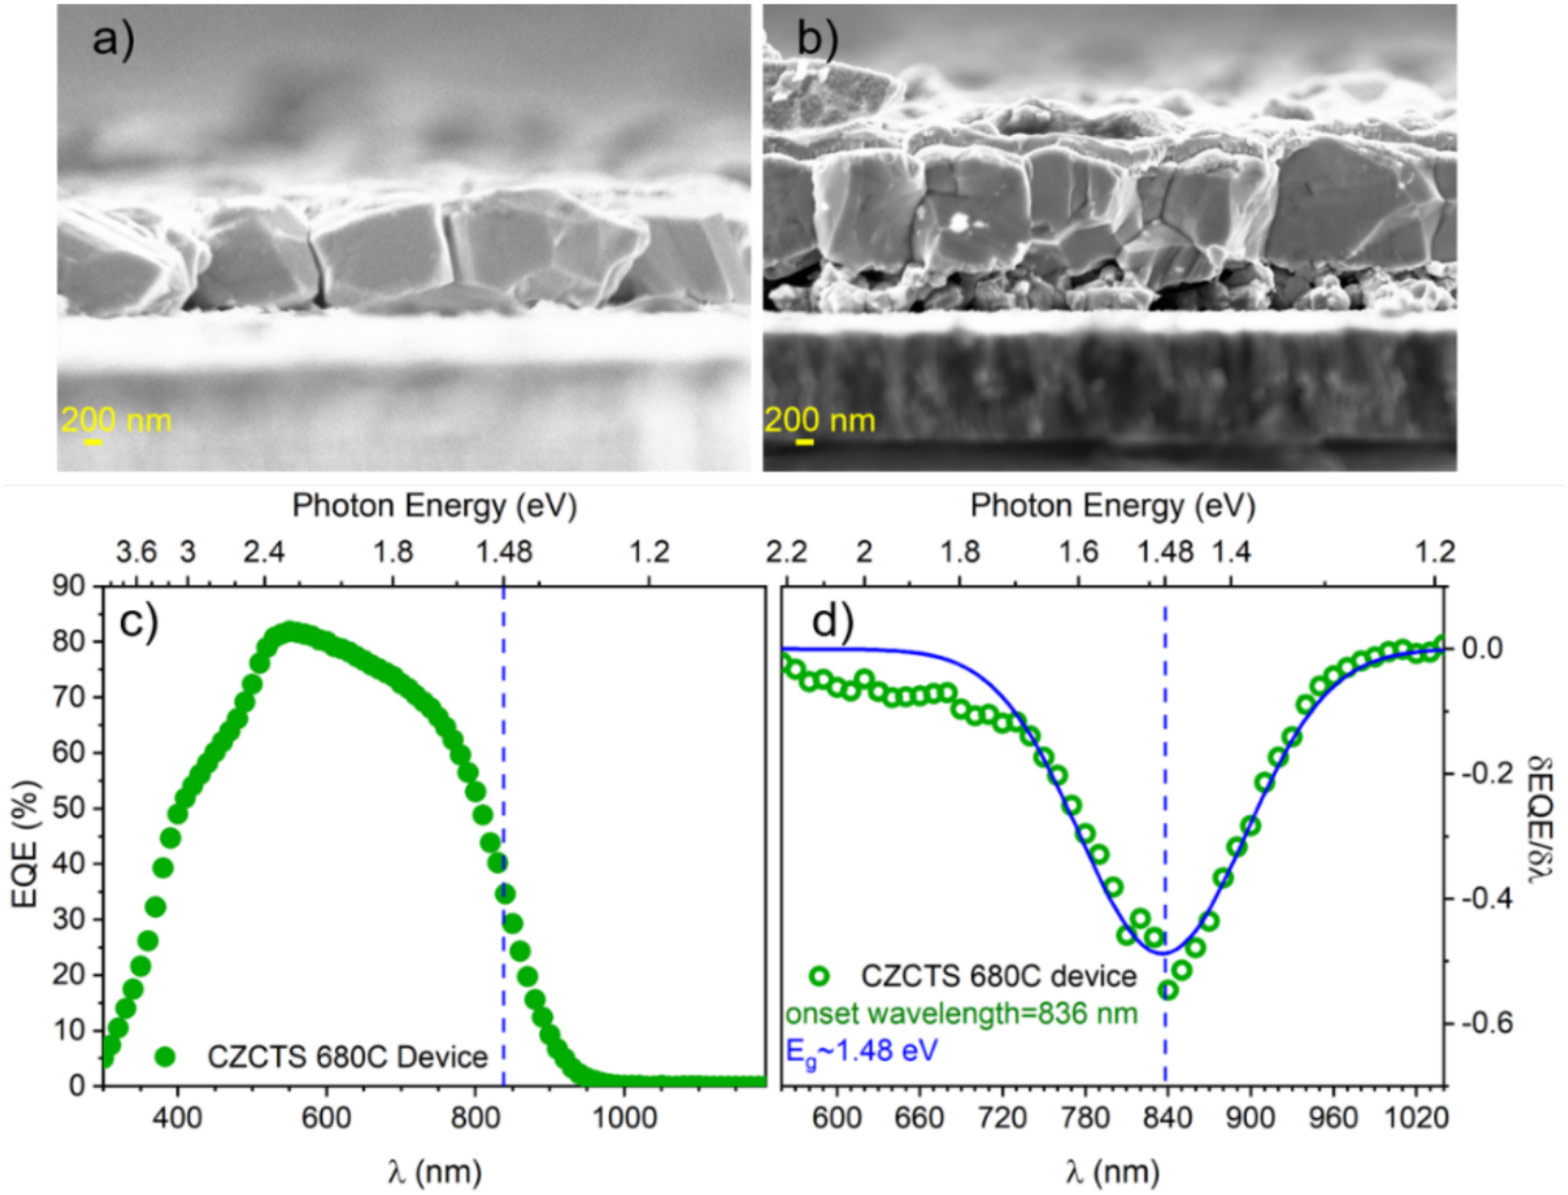 a)
b)
200 nm
200 nm
Photon Energy (eV)
3.6 3 2.4 1.8 1.48 1.2
c)
90
80
70
60
50
40
30
20
10
0
EQE (%)
CZCTS 680C Device
400 600 800 1000
λ (nm)
Photon Energy (eV)
2.2 2 1.8 1.6 1.48 1.4 1.2
d)
0.0
-0.2
-0.4
-0.6
δEQE/δλ
CZCTS 680C device
onset wavelength=836 nm
Eg~1.48 eV
600 660 720 780 840 900 960 1020
λ (nm)